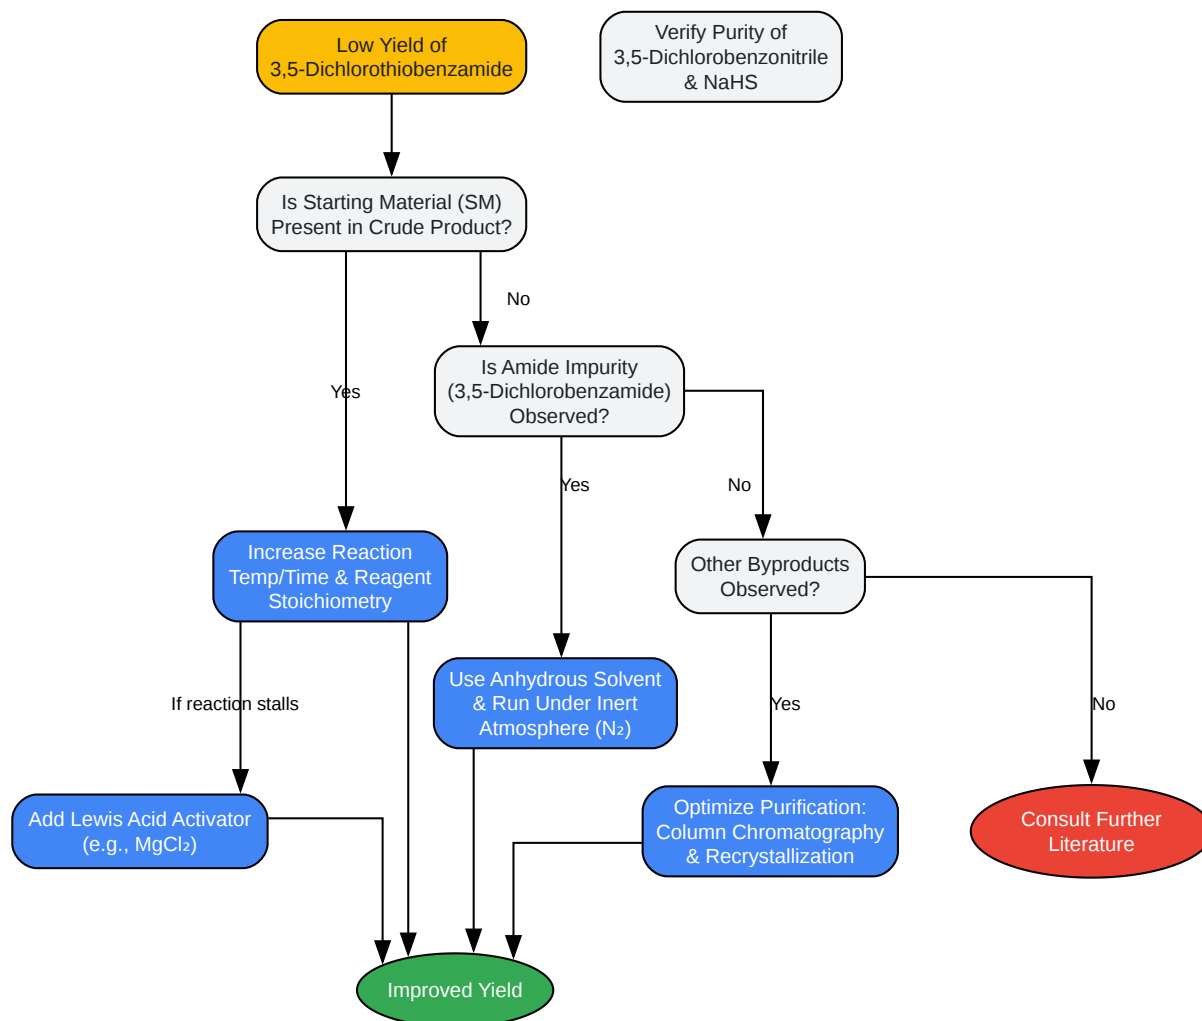 Low Yield of
3,5-Dichlorothiobenzamide
Verify Purity of
3,5-Dichlorobenzonitrile
& NaHS
Is Starting Material (SM)
Present in Crude Product?
No
Yes
Is Amide Impurity
(3,5-Dichlorobenzamide)
Observed?
Yes
No
Increase Reaction
Temp/Time & Reagent
Stoichiometry
Other Byproducts
Observed?
If reaction stalls
Use Anhydrous Solvent
& Run Under Inert
Atmosphere (N₂)
Yes
No
Add Lewis Acid Activator
(e.g., MgCl₂)
Optimize Purification:
Column Chromatography
& Recrystallization
Consult Further
Literature
Improved Yield